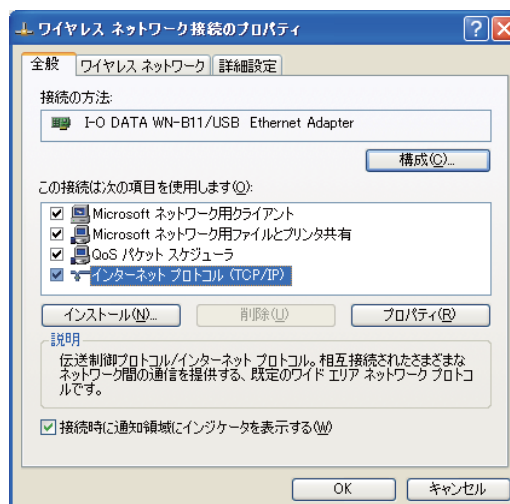 ワイヤレス ネットワーク接続のプロパティ
全般 ワイヤレス ネットワーク 詳細設定
接続の方法:
I-O DATA WN-B11/USB Ethernet Adapter
構成(C)...
この接続は次の項目を使用します(O):
Microsoft ネットワーク用クライアント
Microsoft ネットワーク用ファイルとプリンタ共有
QoS パケット スケジューラ
インターネット プロトコル (TCP/IP)
インストール(N)... 削除(U) プロパティ(R)
説明
伝送制御プロトコル/インターネット プロトコル。相互接続されたさまざまな
ネットワーク間の通信を提供する、既定のワイド エリア ネットワーク プロトコ
ルです。
接続時に通知領域にインジケータを表示する(W)
OK キャンセル